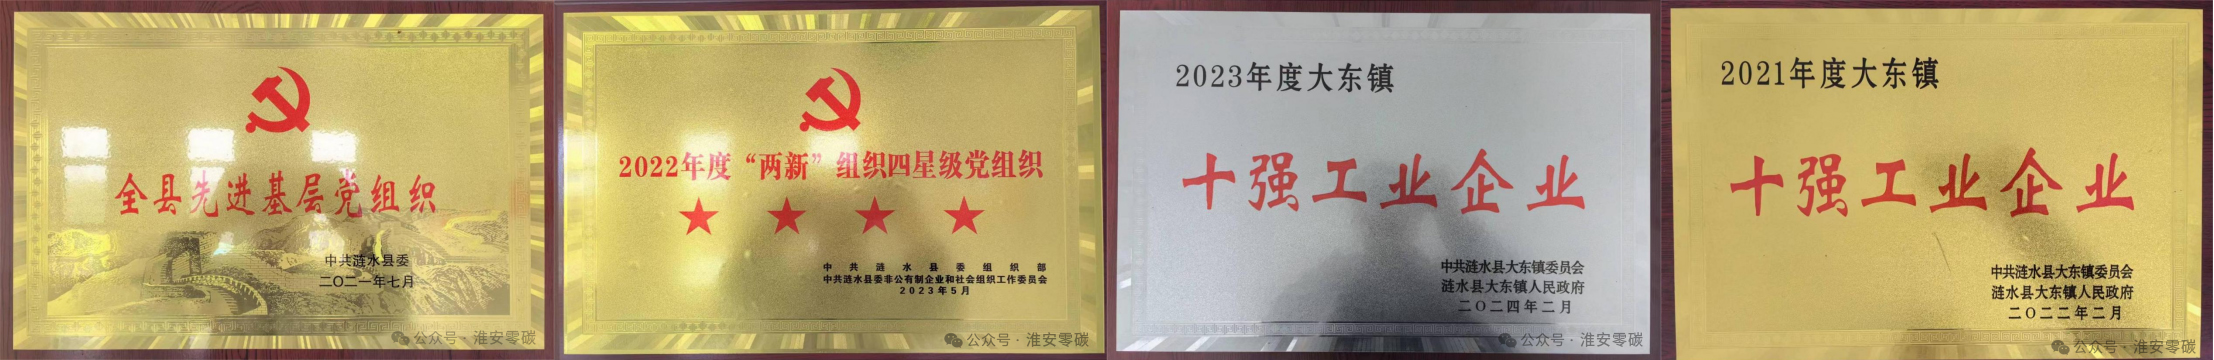 全县先进基层党组织
中共涟水县委
二〇二一年七月
公众号·淮安零碳
2022年度“两新”组织四星级党组织
中共涟水县委组织部
中共涟水县委非公有制企业和社会组织工作委员会
2023年5月
公众号·淮安零碳
2023年度大东镇
十强工业企业
中共涟水县大东镇委员会
涟水县大东镇人民政府
二〇二四年二月
公众号·淮安零碳
2021年度大东镇
十强工业企业
中共涟水县大东镇委员会
涟水县大东镇人民政府
二〇二二年二月
公众号·淮安零碳